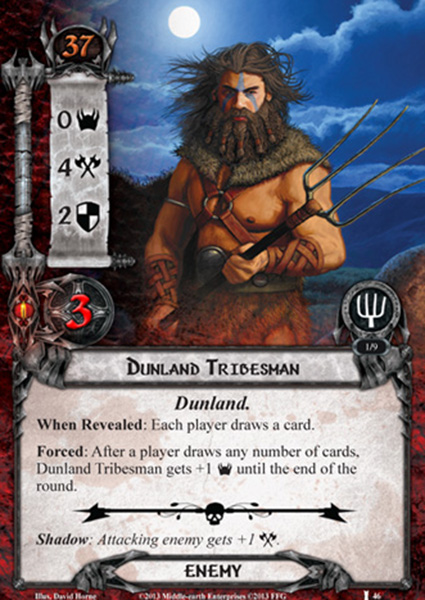 37
0
4
2
3
1/9
Dunland Tribesman
Dunland.
When Revealed: Each player draws a card.
Forced: After a player draws any number of cards,
Dunland Tribesman gets +1 until the end of the
round.
Shadow: Attacking enemy gets +1 .
ENEMY
Illus. David Horne ©2013 Middle-earth Enterprises ©2013 FFG 46